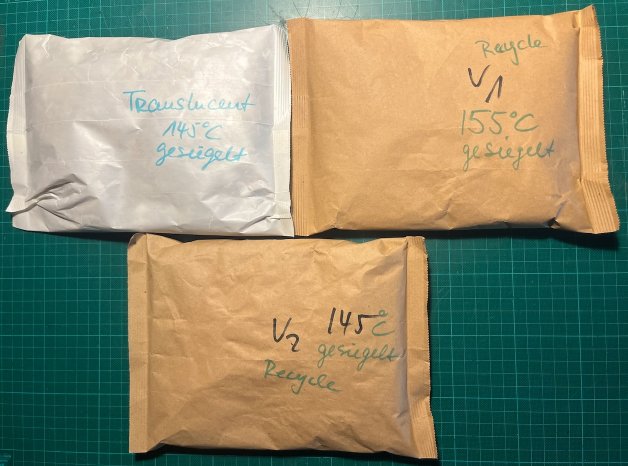 Translucent
145°C
gesiegelt
Recycle
V1
155°C
gesiegelt
V2 145°C
gesiegelt
Recycle